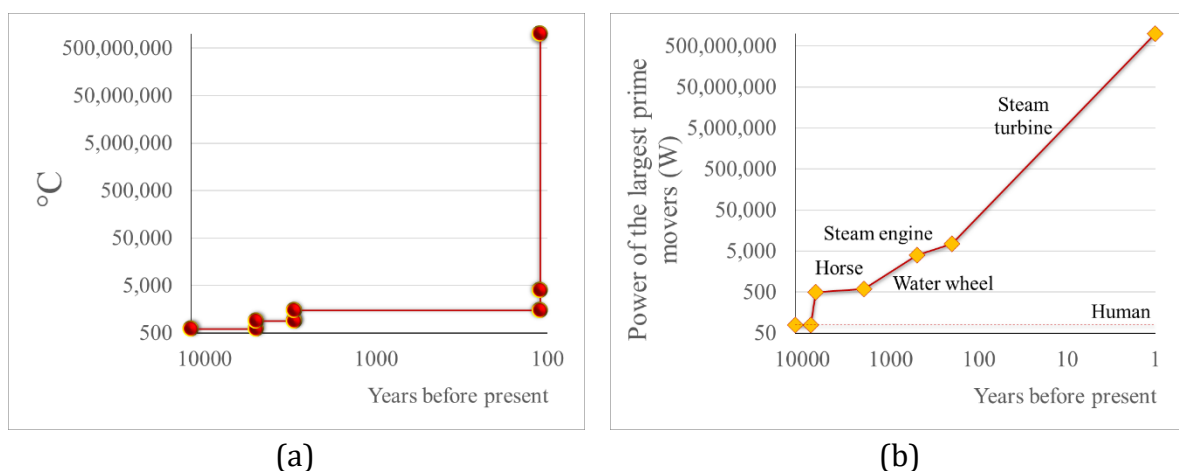 500,000,000
50,000,000
5,000,000
500,000
50,000
5,000
500
°C
10000 1000 100
Years before present
(a)
500,000,000
50,000,000
5,000,000
500,000
50,000
5,000
500
50
Power of the largest prime
movers (W)
Steam
turbine
Steam engine
Horse
Water wheel
Human
10000 1000 100 10 1
Years before present
(b)